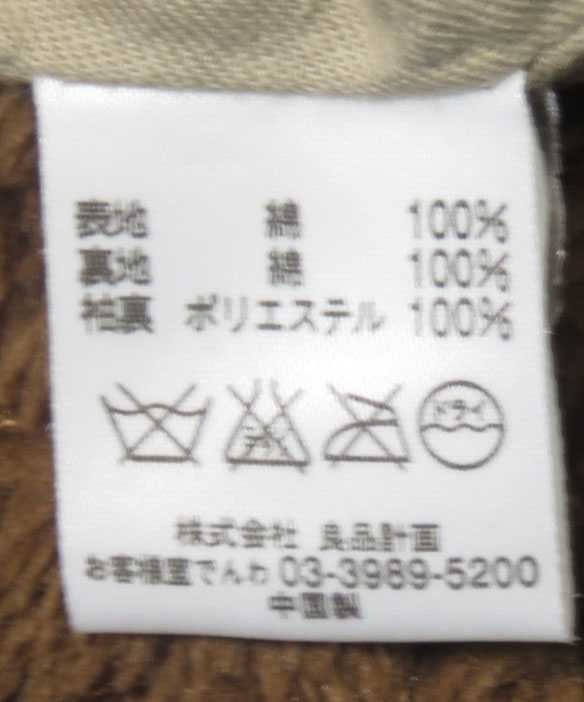 表地 綿 100%
裏地 綿 100%
袖裏 ポリエステル 100%
ドライ
株式会社 良品計画
お客様室でんわ 03-3989-5200
中国製